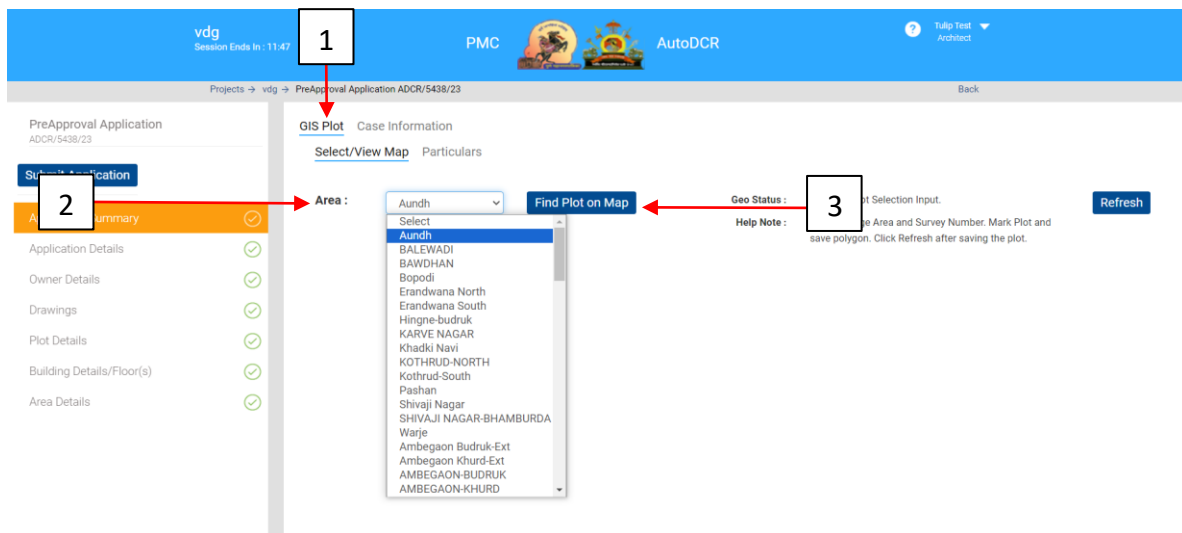 vdg
Session Ends In : 11:47
1
PMC
AutoDCR
?
Tulip Test
Architect
Projects → vdg → PreApproval Application ADCR/5438/23
Back
PreApproval Application
ADCR/5438/23
GIS Plot Case Information
Select/View Map Particulars
Application
2
Area :
Aundh
Find Plot on Map
3
Geo Status :
Selection Input.
Refresh
Help Note :
Area and Survey Number. Mark Plot and
save polygon. Click Refresh after saving the plot.
Application Details
Owner Details
Drawings
Plot Details
Building Details/Floor(s)
Area Details
Select
Aundh
BALEWADI
BAWDHAN
Bopodi
Erandwana North
Erandwana South
Hingne-budruk
KARVE NAGAR
Khadki Navi
KOTHRUD-NORTH
Kothrud-South
Pashan
Shivaji Nagar
SHIVAJI NAGAR-BHAMBURDA
Warje
Ambegaon Budruk-Ext
Ambegaon Khurd-Ext
AMBEGAON-BUDRUK
AMBEGAON-KHURD